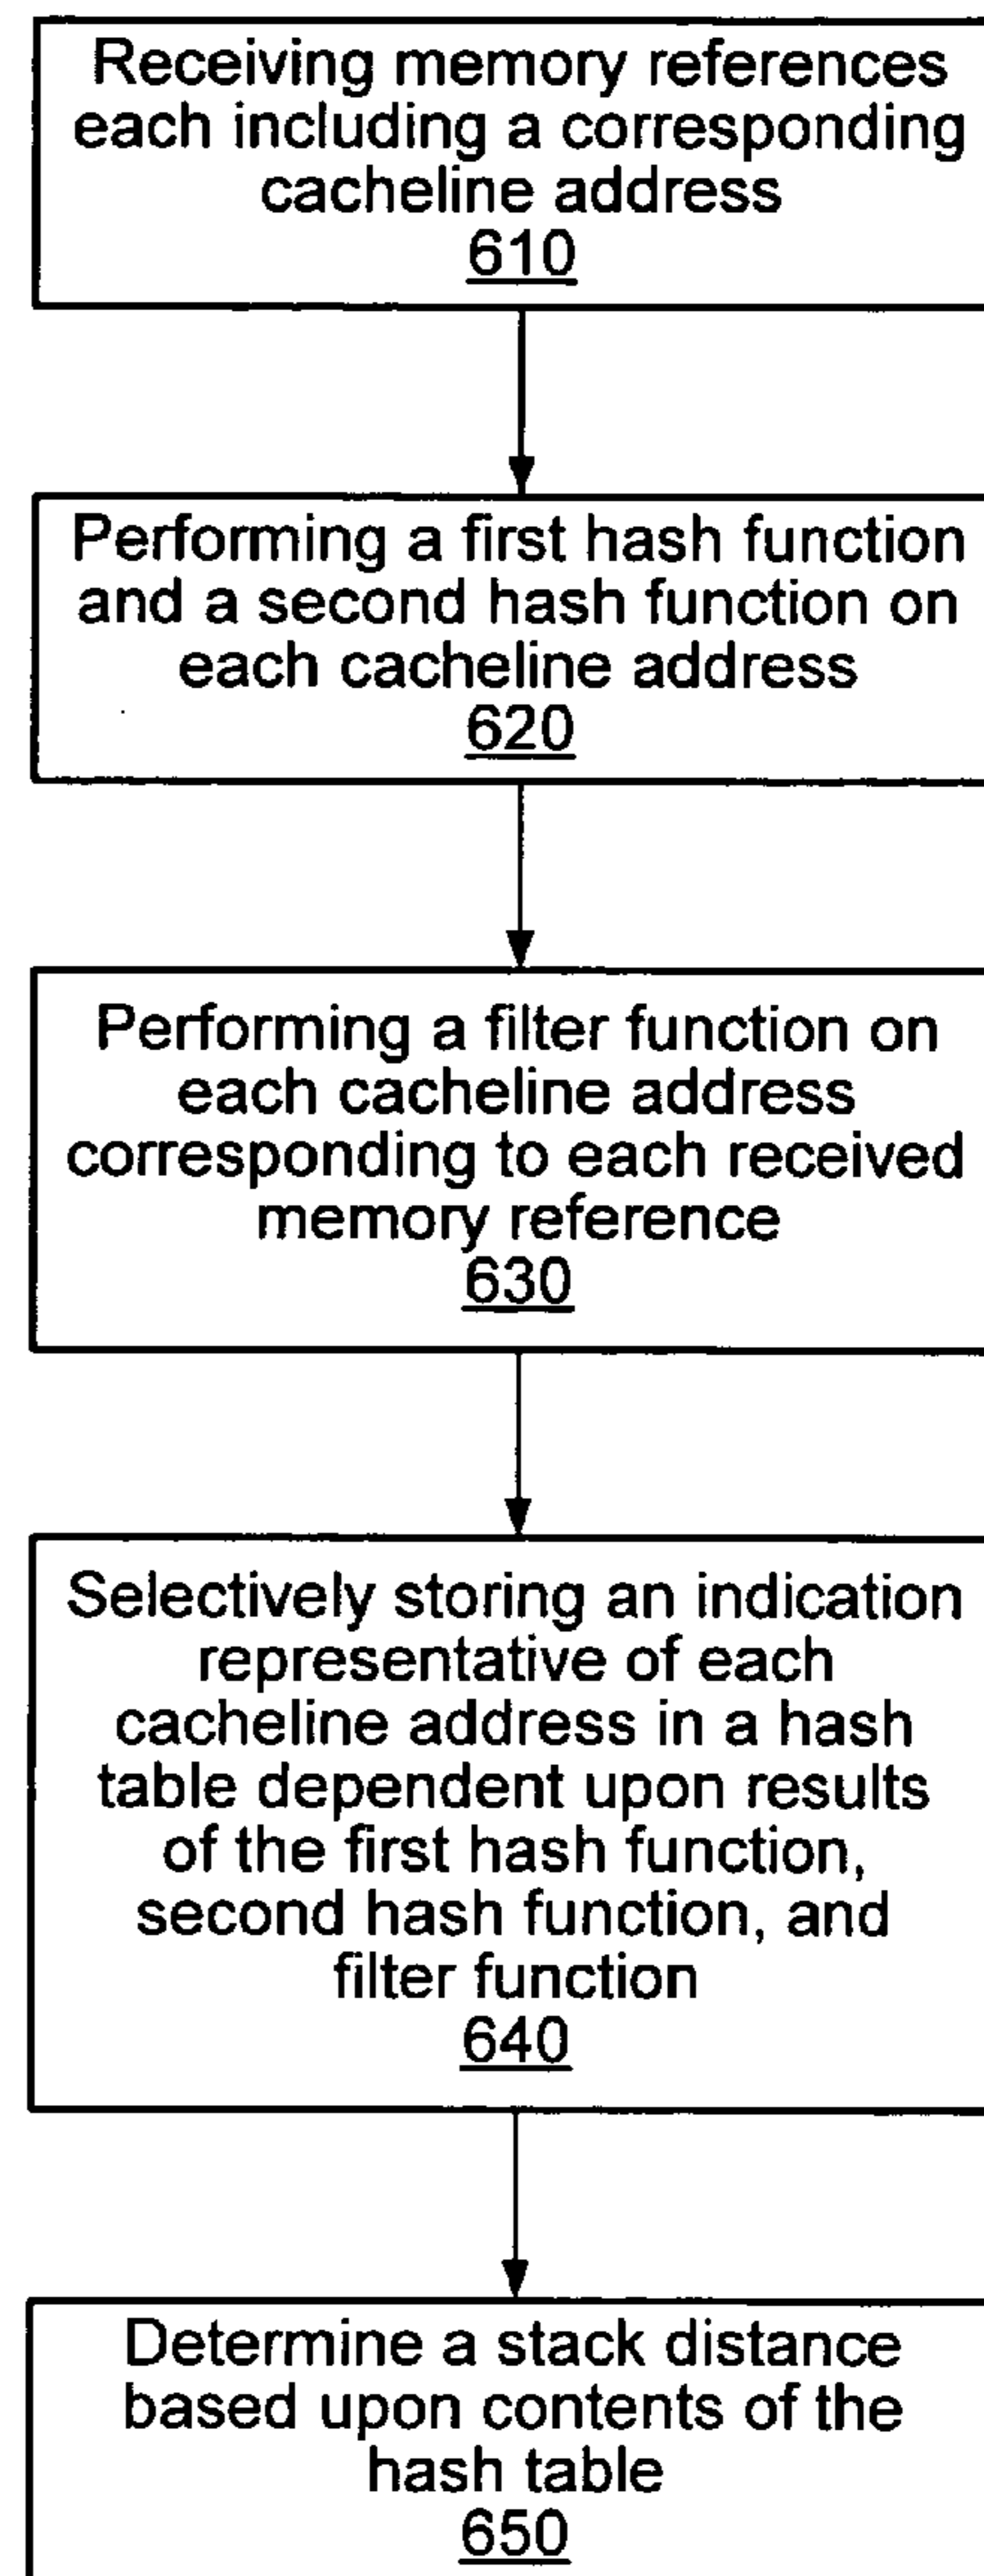 Receiving memory references
each including a corresponding
cacheline address
610
Performing a first hash function
and a second hash function on
each cacheline address
620
Performing a filter function on
each cacheline address
corresponding to each received
memory reference
630
Selectively storing an indication
representative of each
cacheline address in a hash
table dependent upon results
of the first hash function,
second hash function, and
filter function
640
Determine a stack distance
based upon contents of the
hash table
650